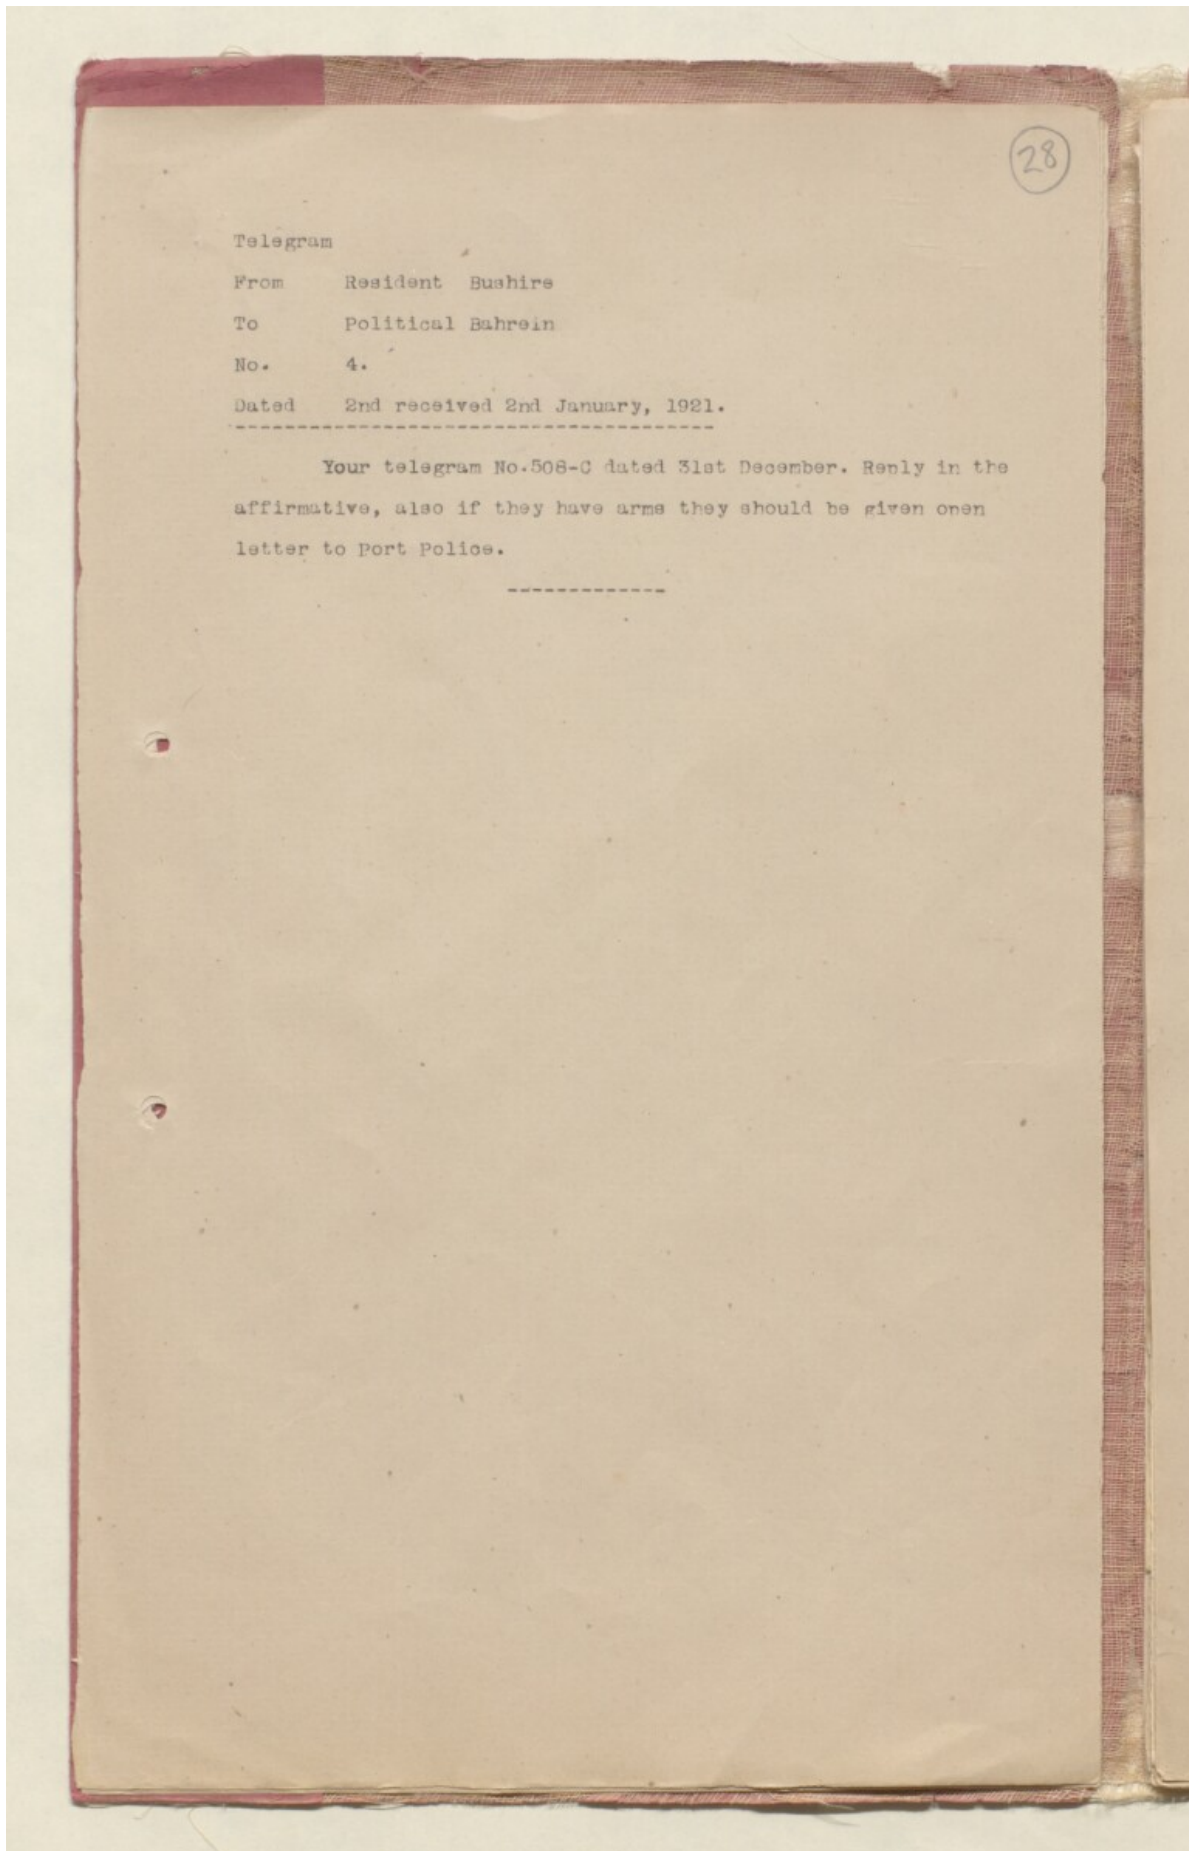 28
Telegram
From Resident Bushire
To Political Bahrein
No. 4.
Dated 2nd received 2nd January, 1921.
Your telegram No.508-C dated 31st December. Reply in the
affirmative, also if they have arms they should be given open
letter to Port Police.